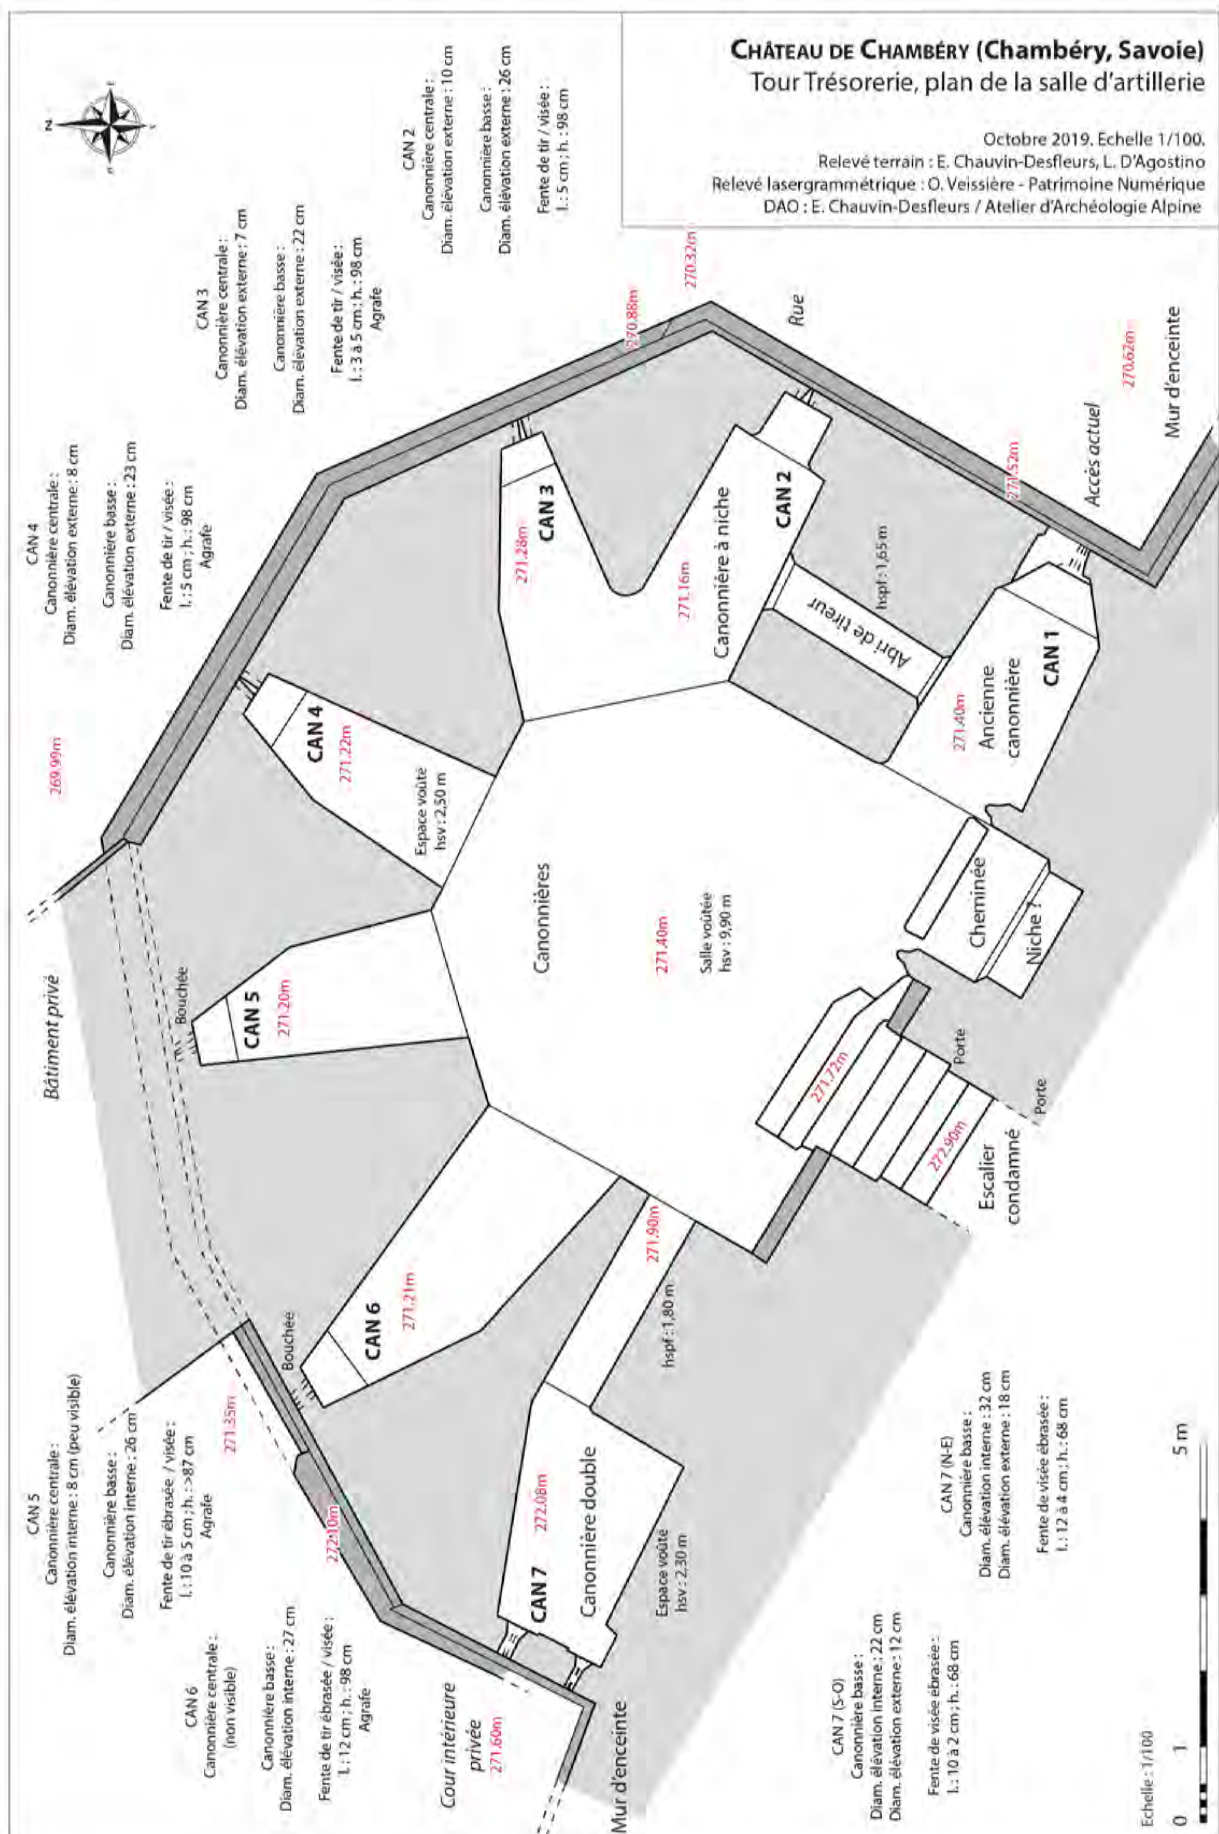 CHÂTEAU DE CHAMBÉRY (Chambéry, Savoie)
Tour Trésorerie, plan de la salle d'artillerie
Octobre 2019. Echelle 1/100.
Relevé terrain : E. Chauvin-Desfleurs, L. D'Agostino
Relevé lasergrammétrique : O. Veissière - Patrimoine Numérique
DAO : E. Chauvin-Desfleurs / Atelier d'Archéologie Alpine
N
CAN 2
Canonnière centrale :
Diam. élévation externe : 10 cm
Canonnière basse :
Diam. élévation externe : 26 cm
Fente de tir / visée :
l. : 5 cm ; h. : 98 cm
CAN 3
Canonnière centrale :
Diam. élévation externe : 7 cm
Canonnière basse :
Diam. élévation externe : 22 cm
Fente de tir / visée :
l. : 3 à 5 cm ; h. : 98 cm
Agrafe
CAN 4
Canonnière centrale :
Diam. élévation externe : 8 cm
Canonnière basse :
Diam. élévation externe : 23 cm
Fente de tir / visée :
l. : 5 cm ; h. : 98 cm
Agrafe
270.32m
270.88m
Rue
270.62m
Mur d'enceinte
Accès actuel
271.52m
CAN 3
271.28m
CAN 2
Canonnière à niche
271.16m
Abri de tireur
hspf : 1,65 m
CAN 1
Ancienne
canonnière
271.40m
269.99m
CAN 4
271.22m
Espace voûté
hsv : 2,50 m
Canonnières
271.40m
Salle voûtée
hsv : 9,90 m
Cheminée
Niche ?
Bâtiment privé
Bouchée
CAN 5
271.20m
271.72m
Porte
Porte
272.90m
Escalier
condamné
Bouchée
CAN 6
271.21m
271.90m
hspf : 1,80 m
271.35m
272.10m
CAN 7
272.08m
Canonnière double
Espace voûté
hsv : 2,30 m
CAN 5
Canonnière centrale :
Diam. élévation interne : 8 cm (peu visible)
Canonnière basse :
Diam. élévation interne : 26 cm
Fente de tir ébrasée / visée :
l. : 10 à 5 cm ; h. : >87 cm
Agrafe
CAN 6
Canonnière centrale :
(non visible)
Canonnière basse :
Diam. élévation interne : 27 cm
Fente de tir ébrasée / visée :
l. : 12 cm ; h. : 98 cm
Agrafe
Cour intérieure
privée
271.60m
Mur d'enceinte
CAN 7 (N-E)
Canonnière basse :
Diam. élévation interne : 32 cm
Diam. élévation externe : 18 cm
Fente de visée ébrasée :
l. : 12 à 4 cm ; h. : 68 cm
CAN 7 (S-O)
Canonnière basse :
Diam. élévation interne : 22 cm
Diam. élévation externe : 12 cm
Fente de visée ébrasée :
l. : 10 à 2 cm ; h. : 68 cm
Echelle : 1/100
0 1 5 m